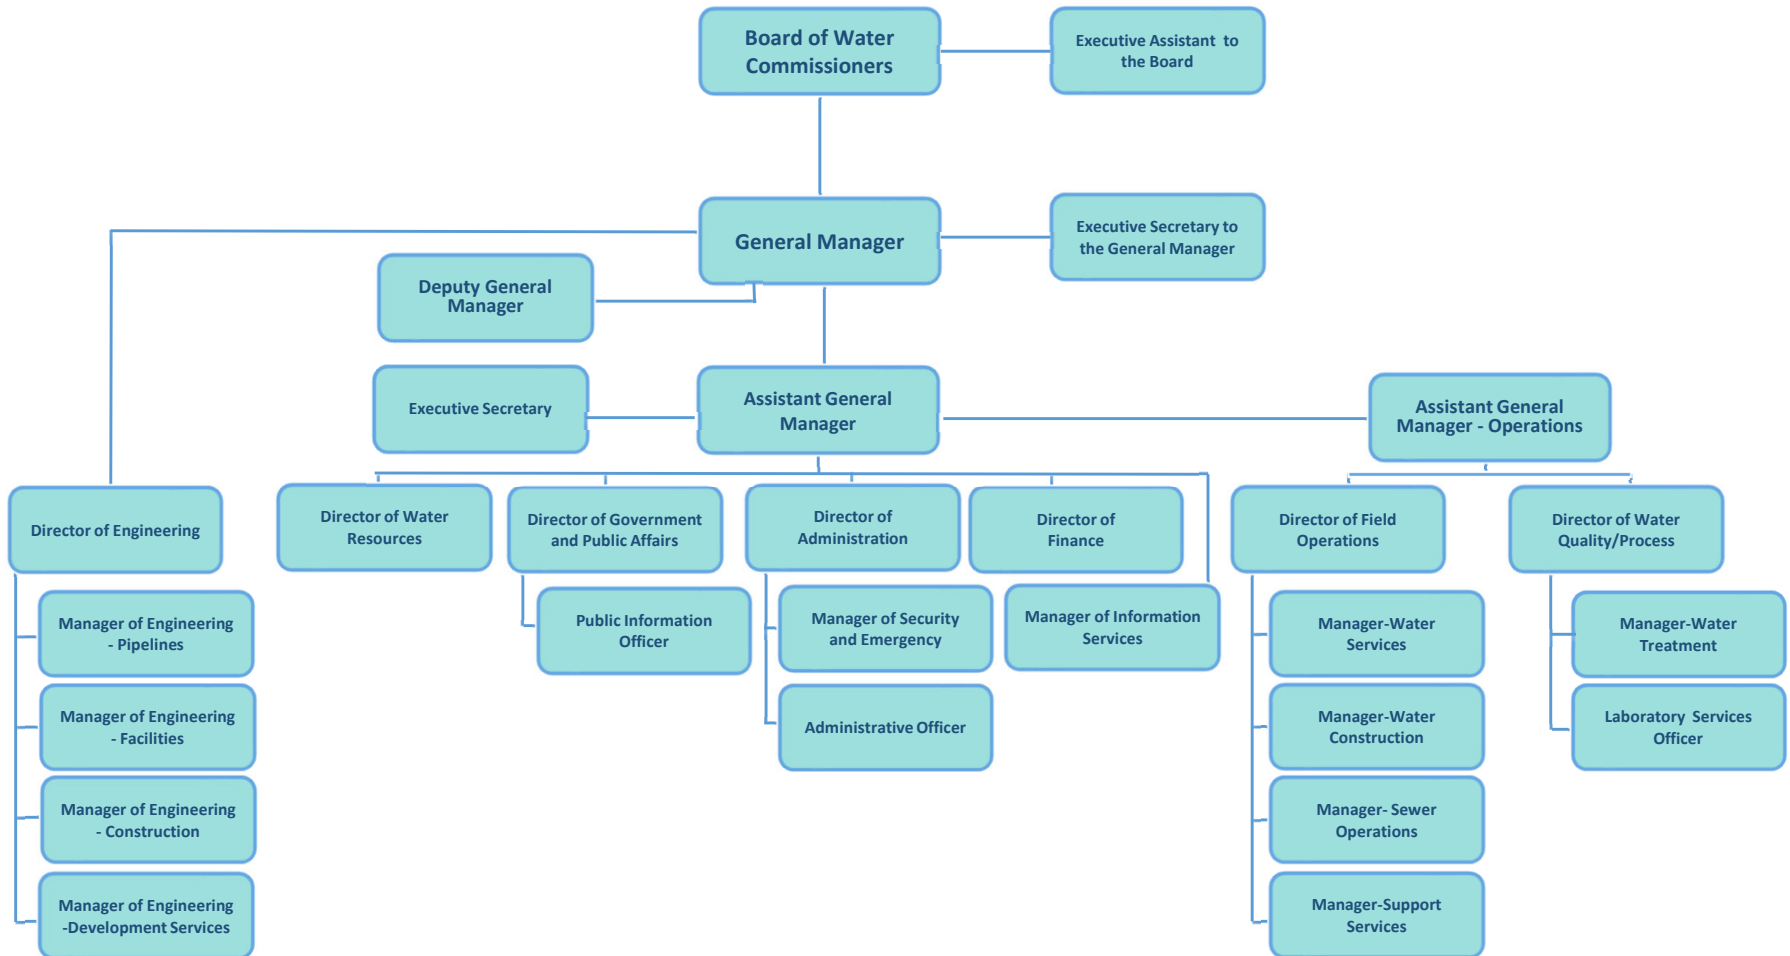 Board of Water
Commissioners
Executive Assistant to
the Board
General Manager
Executive Secretary to
the General Manager
Deputy General
Manager
Executive Secretary
Assistant General
Manager
Assistant General
Manager - Operations
Director of Engineering
Director of Water
Resources
Director of Government
and Public Affairs
Director of
Administration
Director of
Finance
Director of Field
Operations
Director of Water
Quality/Process
Manager of Engineering
- Pipelines
Public Information
Officer
Manager of Security
and Emergency
Manager of Information
Services
Manager-Water
Services
Manager-Water
Treatment
Manager of Engineering
- Facilities
Administrative Officer
Manager-Water
Construction
Laboratory Services
Officer
Manager of Engineering
- Construction
Manager- Sewer
Operations
Manager of Engineering
-Development Services
Manager-Support
Services